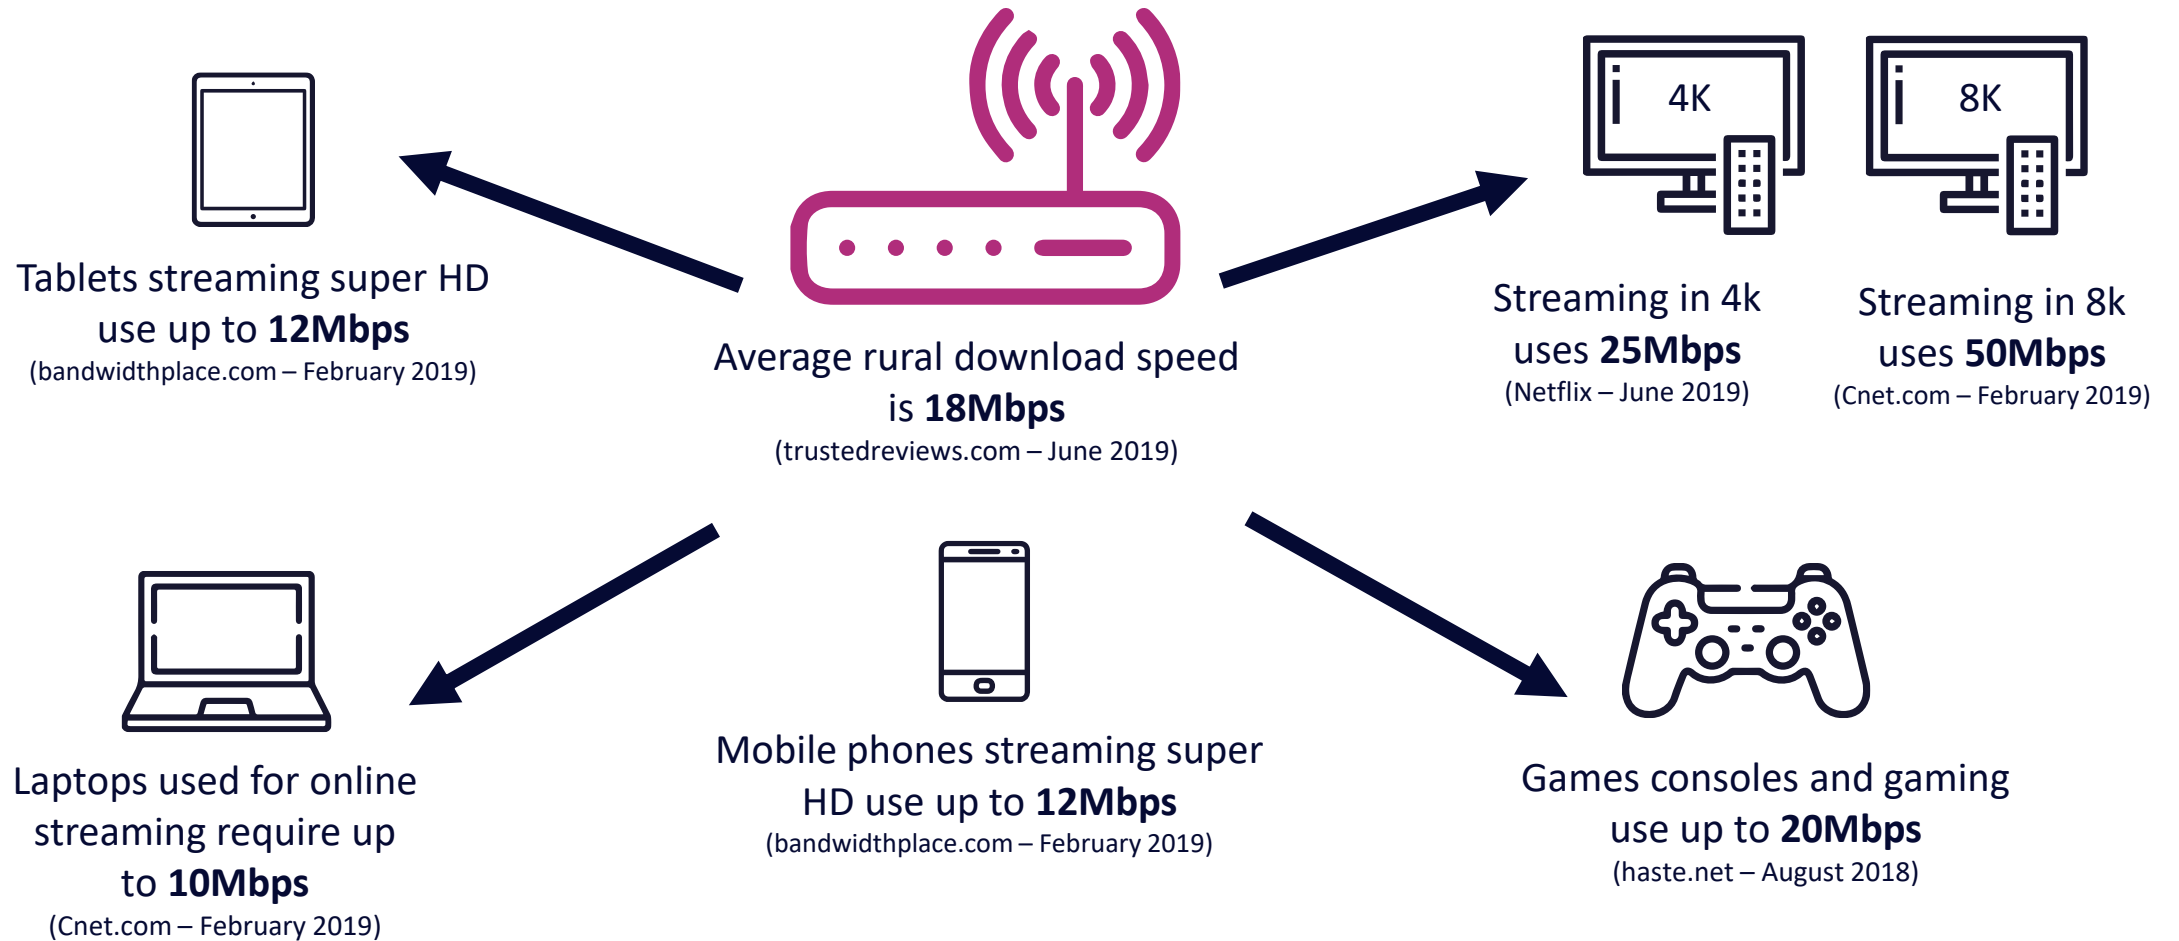 Tablets streaming super HD
use up to 12Mbps
(bandwidthplace.com – February 2019)
Average rural download speed
is 18Mbps
(trustedreviews.com – June 2019)
4K
Streaming in 4k
uses 25Mbps
(Netflix – June 2019)
8K
Streaming in 8k
uses 50Mbps
(Cnet.com – February 2019)
Laptops used for online
streaming require up
to 10Mbps
(Cnet.com – February 2019)
Mobile phones streaming super
HD use up to 12Mbps
(bandwidthplace.com – February 2019)
Games consoles and gaming
use up to 20Mbps
(haste.net – August 2018)